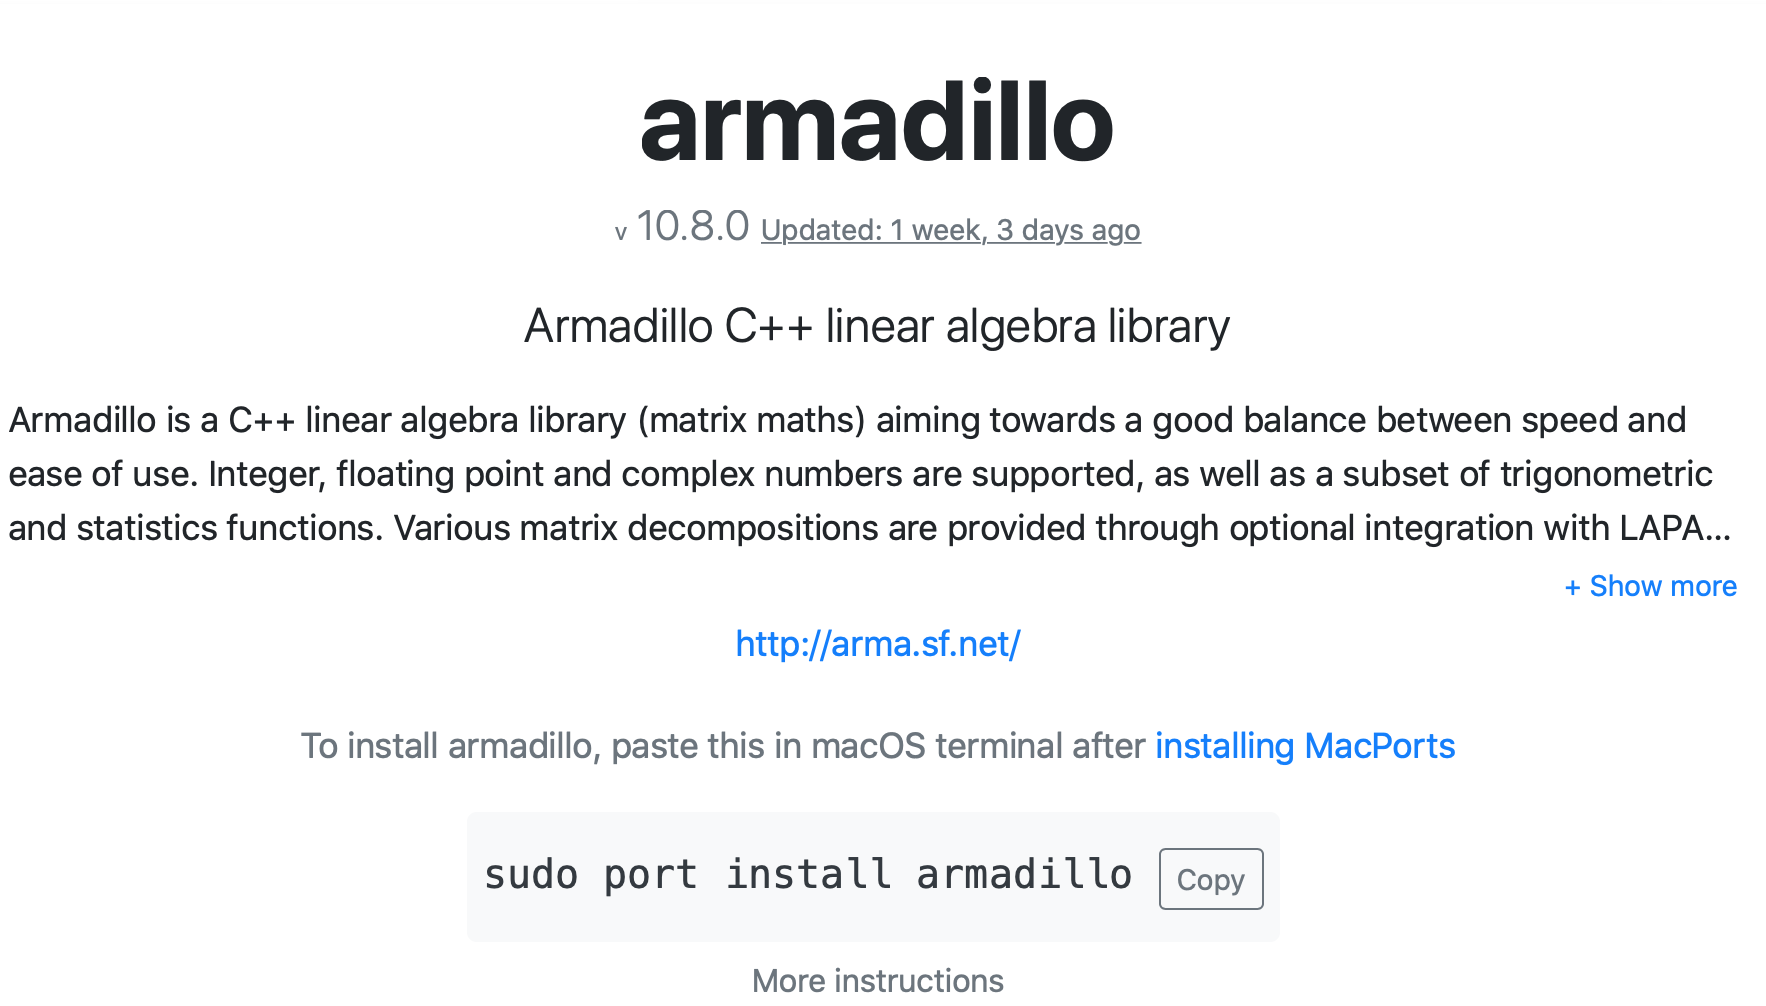 armadillo
v 10.8.0 Updated: 1 week, 3 days ago
Armadillo C++ linear algebra library
Armadillo is a C++ linear algebra library (matrix maths) aiming towards a good balance between speed and
ease of use. Integer, floating point and complex numbers are supported, as well as a subset of trigonometric
and statistics functions. Various matrix decompositions are provided through optional integration with LAPA...
+ Show more
http://arma.sf.net/
To install armadillo, paste this in macOS terminal after installing MacPorts
sudo port install armadillo Copy
More instructions